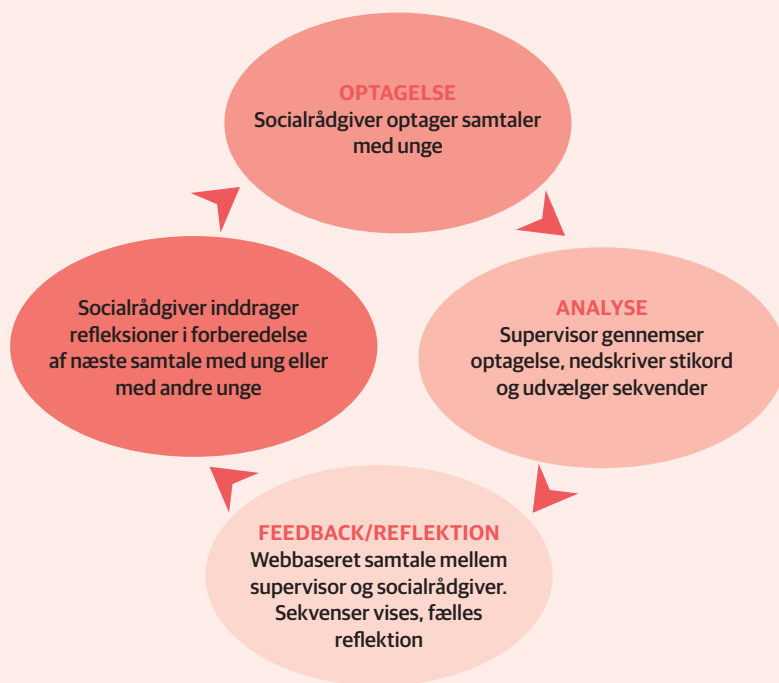 OPTAGELSE
Socialrådgiver optager samtaler
med unge
ANALYSE
Supervisor gennemser
optagelse, nedskriver stikord
og udvælger sekvender
FEEDBACK/REFLEKTION
Webbaseret samtale mellem
supervisor og socialrådgiver.
Sekvenser vises, fælles
reflektion
Socialrådgiver inddrager
refleksioner i forberedelse
af næste samtale med ung eller
med andre unge